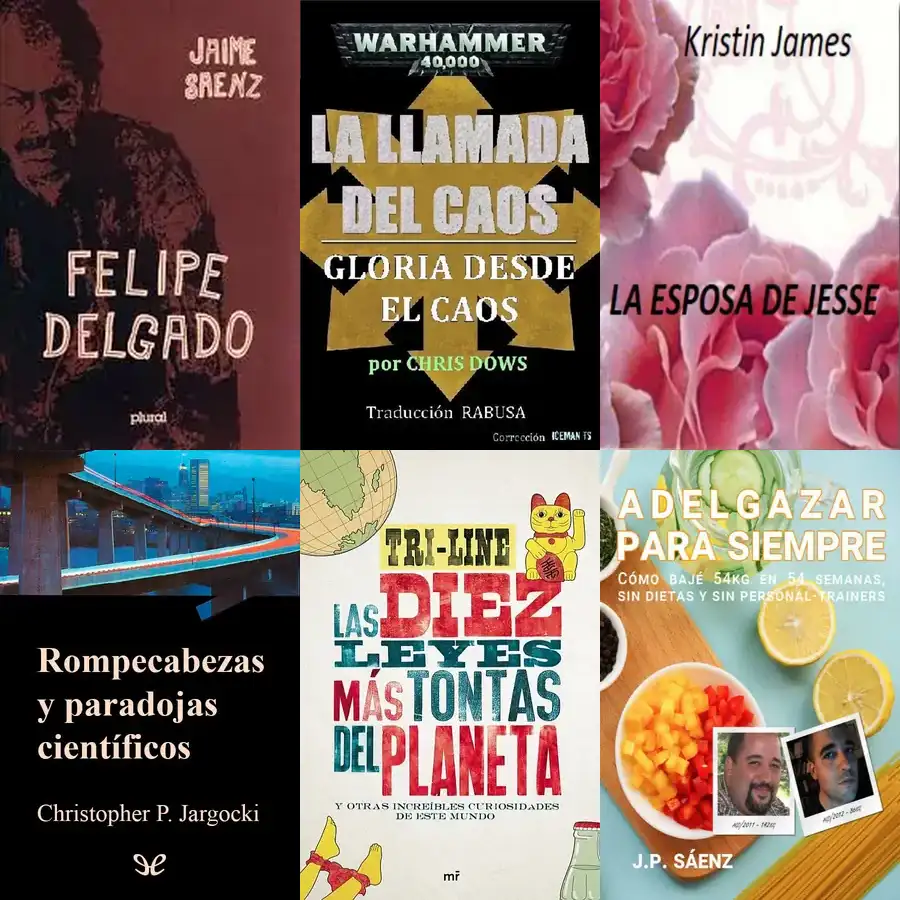 JAIME
SAENZ
FELIPE
DELGADO
plural
WARHAMMER
40,000
LA LLAMADA
DEL CAOS
GLORIA DESDE
EL CAOS
por CHRIS DOWS
Traducción RABUSA
Corrección ICEMAN TS
Kristin James
LA ESPOSA DE JESSE
Rompecabezas
y paradojas
científicos
Christopher P. Jargocki
TRI-LINE
LAS DIEZ
LEYES
MÁS TONTAS
DEL PLANETA
Y OTRAS INCREÍBLES CURIOSIDADES
DE ESTE MUNDO
mr
ADELGAZAR
PARA SIEMPRE
CÓMO BAJÉ 54KG EN 54 SEMANAS,
SIN DIETAS Y SIN PERSONAL-TRAINERS
J.P. SÁENZ